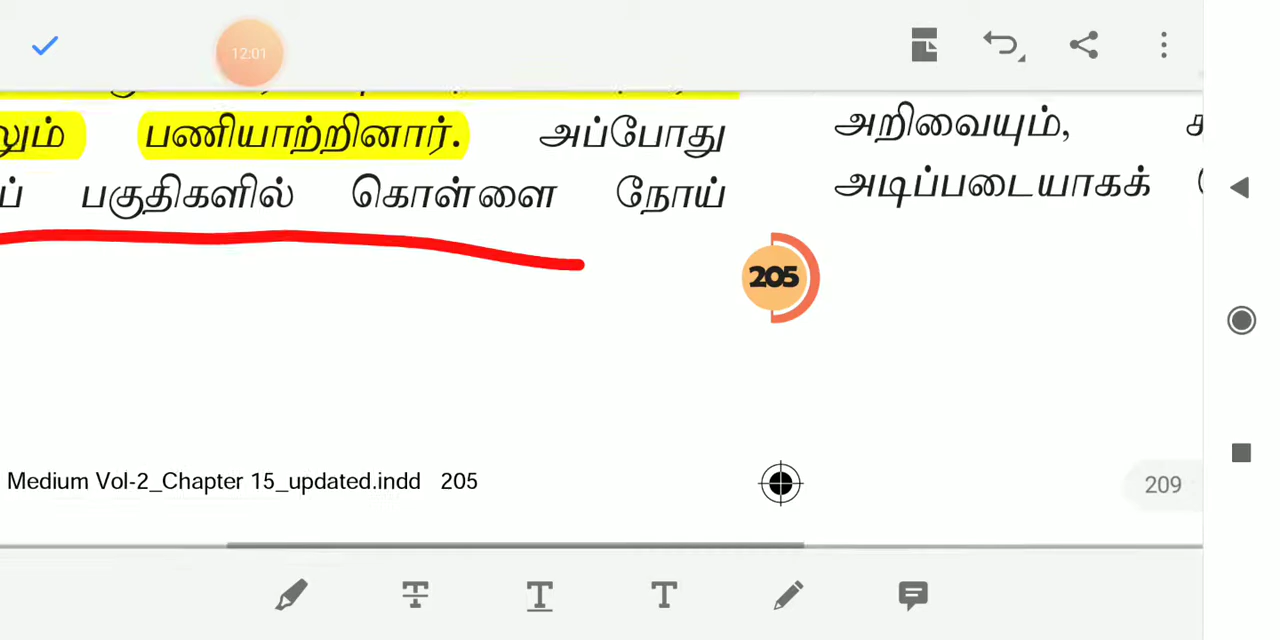 12:01
லும் பணியாற்றினார். அப்போது
ப் பகுதிகளில் கொள்ளை நோய்
அறிவையும்,
அடிப்படையாகக்
205
Medium Vol-2_Chapter 15_updated.indd 205
209